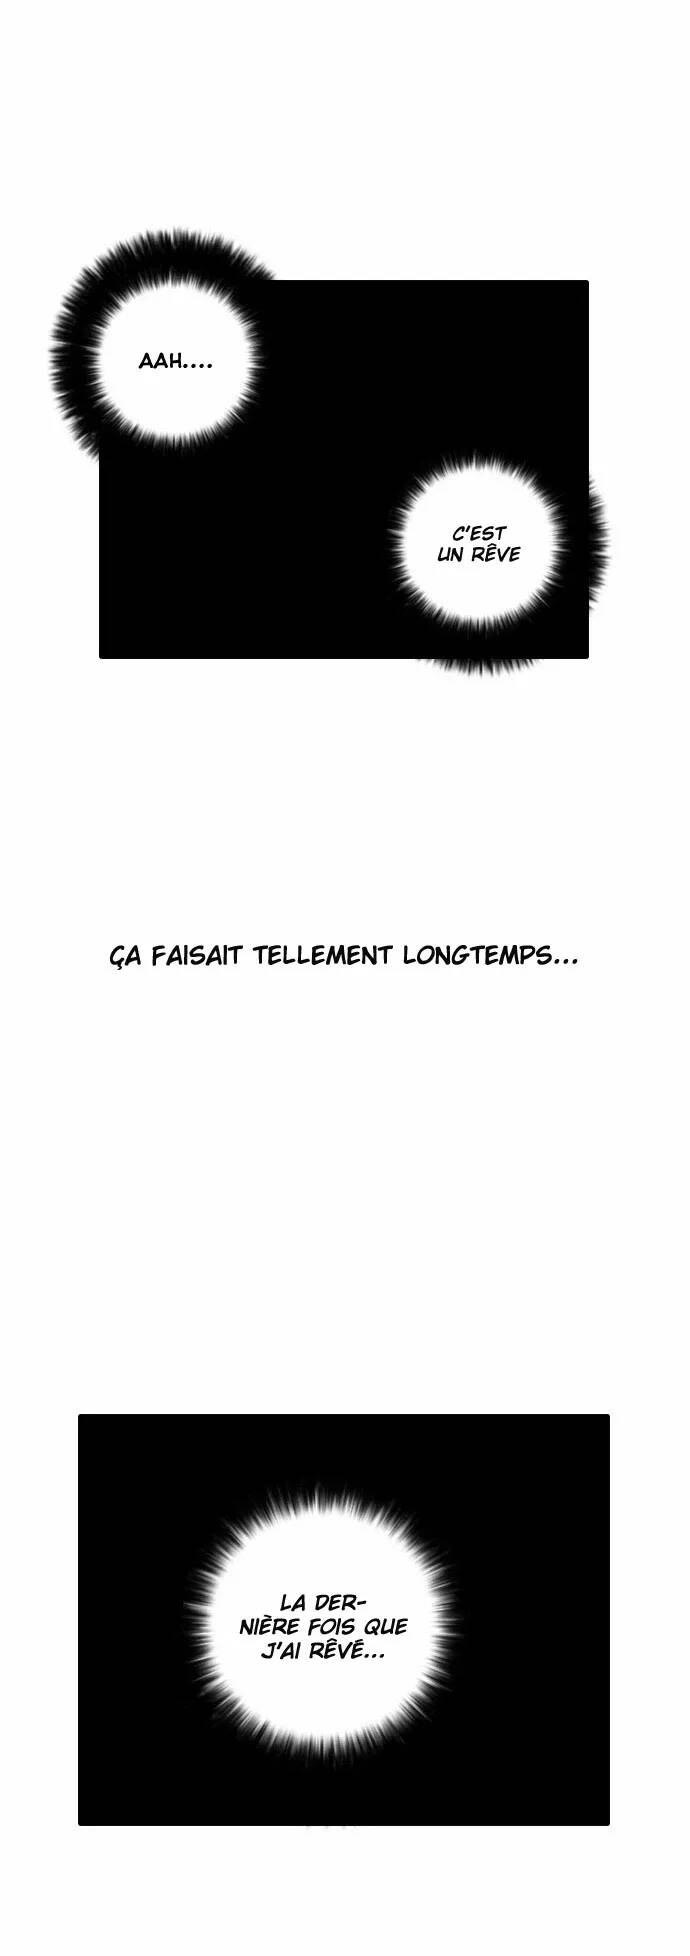 AAH....
C'EST
UN RÊVE
ÇA FAISAIT TELLEMENT LONGTEMPS...
LA DER-
NIÈRE FOIS QUE
J'AI RÊVÉ...